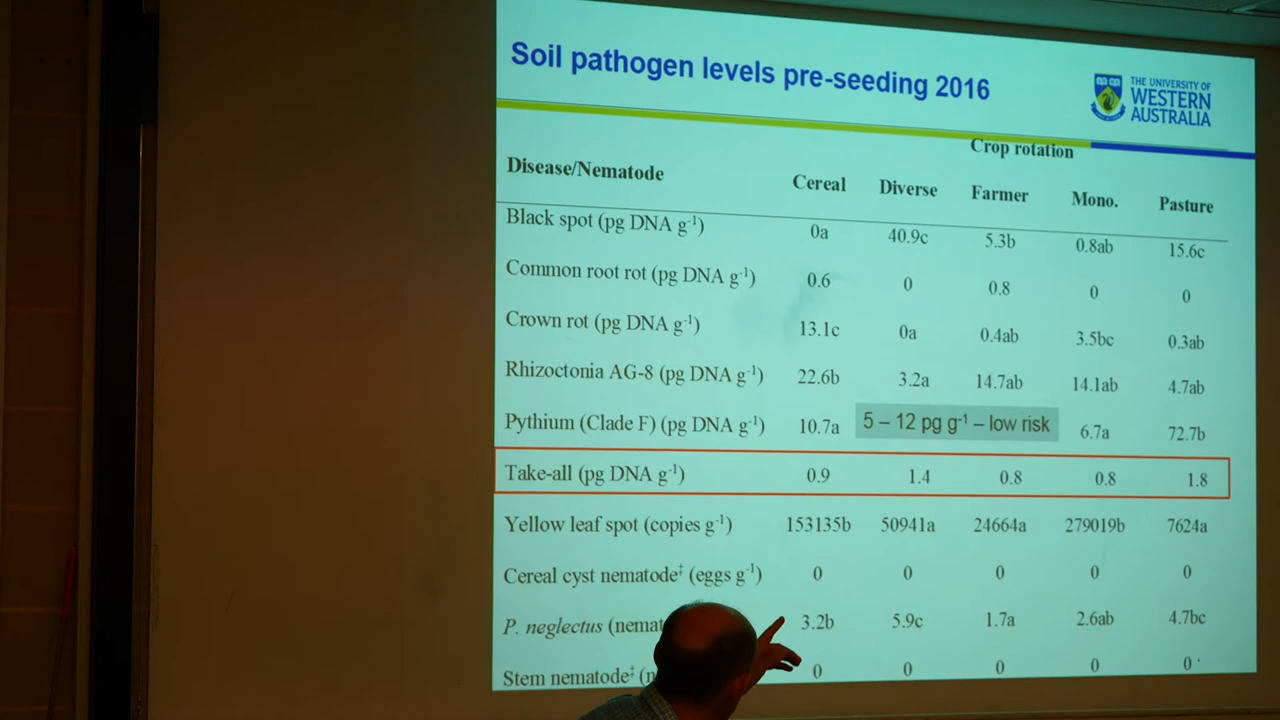 Soil pathogen levels pre-seeding 2016
THE UNIVERSITY OF
WESTERN
AUSTRALIA
Crop rotation
Disease/Nematode Cereal Diverse Farmer Mono. Pasture
Black spot (pg DNA g⁻¹) 0a 40.9c 5.3b 0.8ab 15.6c
Common root rot (pg DNA g⁻¹) 0.6 0 0.8 0 0
Crown rot (pg DNA g⁻¹) 13.1c 0a 0.4ab 3.5bc 0.3ab
Rhizoctonia AG-8 (pg DNA g⁻¹) 22.6b 3.2a 14.7ab 14.1ab 4.7ab
Pythium (Clade F) (pg DNA g⁻¹) 10.7a 5 – 12 pg g⁻¹ – low risk 6.7a 72.7b
Take-all (pg DNA g⁻¹) 0.9 1.4 0.8 0.8 1.8
Yellow leaf spot (copies g⁻¹) 153135b 50941a 24664a 279019b 7624a
Cereal cyst nematode‡ (eggs g⁻¹) 0 0 0 0 0
P. neglectus 3.2b 5.9c 1.7a 2.6ab 4.7bc
Stem nematode‡ 0 0 0 0 0